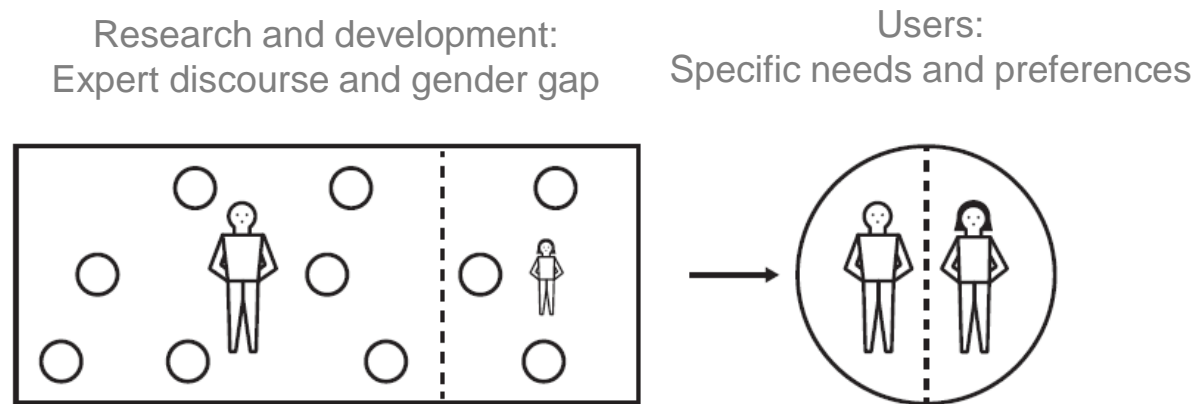 Research and development:
Expert discourse and gender gap
Users:
Specific needs and preferences